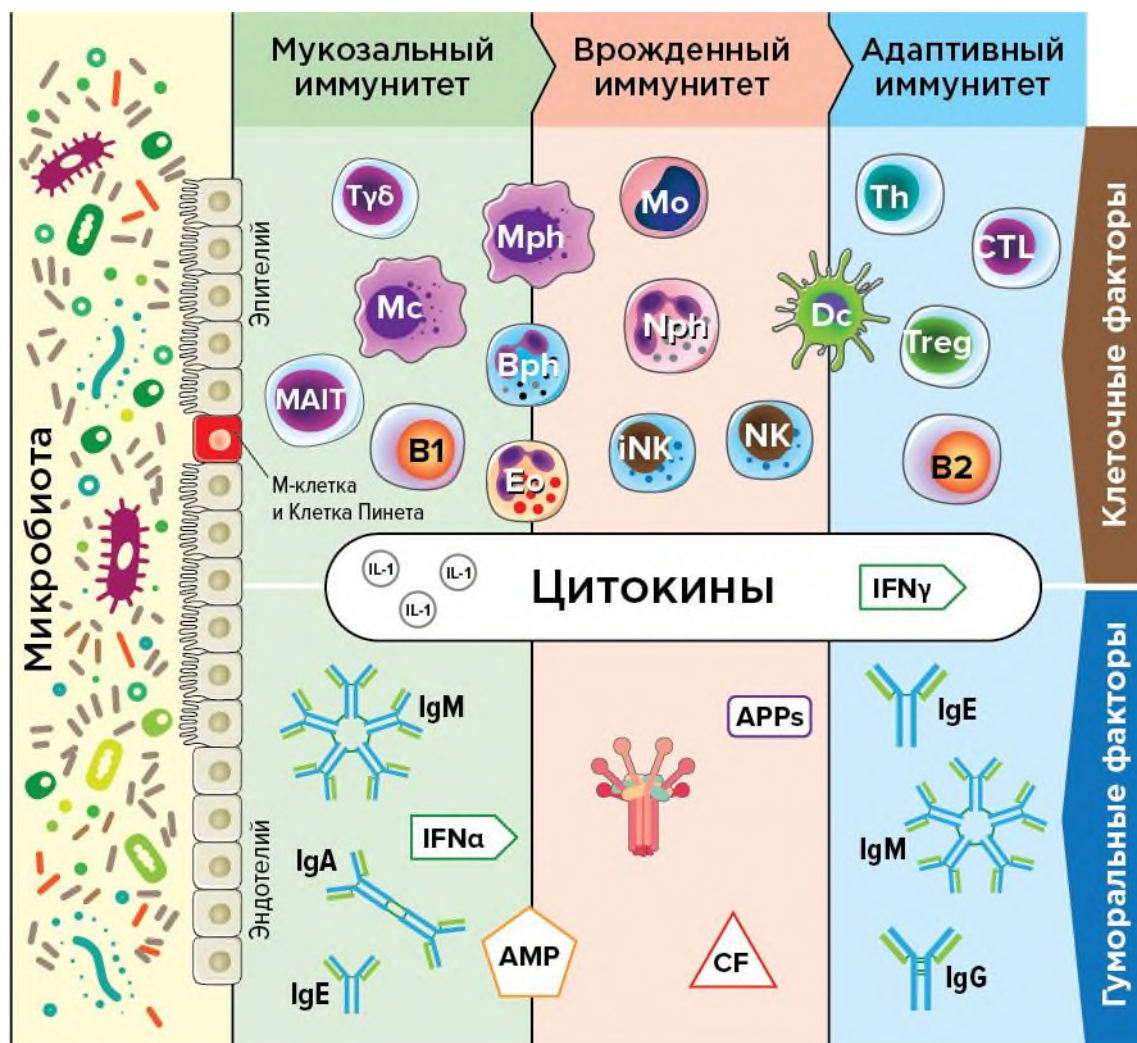 Мукозальный
иммунитет
Врожденный
иммунитет
Адаптивный
иммунитет
Микробиота
Эпителий
Эндотелий
Tγδ
Mph
Mc
Bph
MAIT
B1
Eo
М-клетка
и Клетка Пинета
Mo
Nph
iNK
NK
Dc
Th
CTL
Treg
B2
Клеточные факторы
IL-1
IL-1
IL-1
Цитокины
IFNγ
IgM
IFNα
IgA
IgE
AMP
APPs
CF
IgE
IgM
IgG
Гуморальные факторы